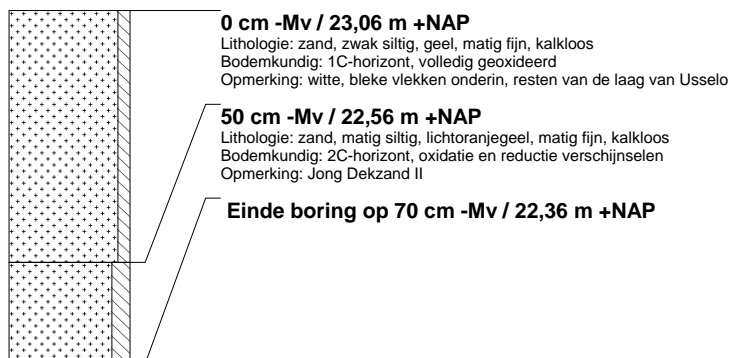 0 cm -Mv / 23,06 m +NAP
Lithologie: zand, zwak siltig, geel, matig fijn, kalkloos
Bodemkundig: 1C-horizont, volledig geoxideerd
Opmerking: witte, bleke vlekken onderin, resten van de laag van Usselo
50 cm -Mv / 22,56 m +NAP
Lithologie: zand, matig siltig, lichtoranjegeel, matig fijn, kalkloos
Bodemkundig: 2C-horizont, oxidatie en reductie verschijnselen
Opmerking: Jong Dekzand II
Einde boring op 70 cm -Mv / 22,36 m +NAP